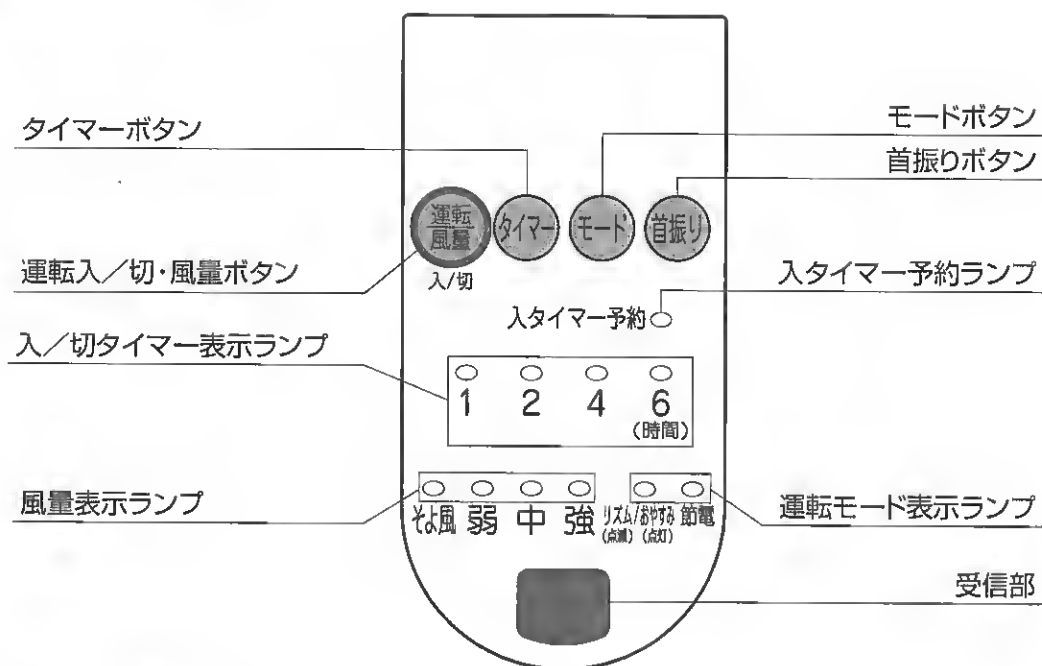 ●操作部
タイマーボタン
モードボタン
首振りボタン
運転
風量
タイマー
モード
首振り
運転入／切・風量ボタン
入/切
入タイマー予約ランプ
入タイマー予約
入／切タイマー表示ランプ
1 2 4 6
(時間)
風量表示ランプ
運転モード表示ランプ
そよ風 弱 中 強 リズム/おやすみ 節電
(点滅) (点灯)
受信部